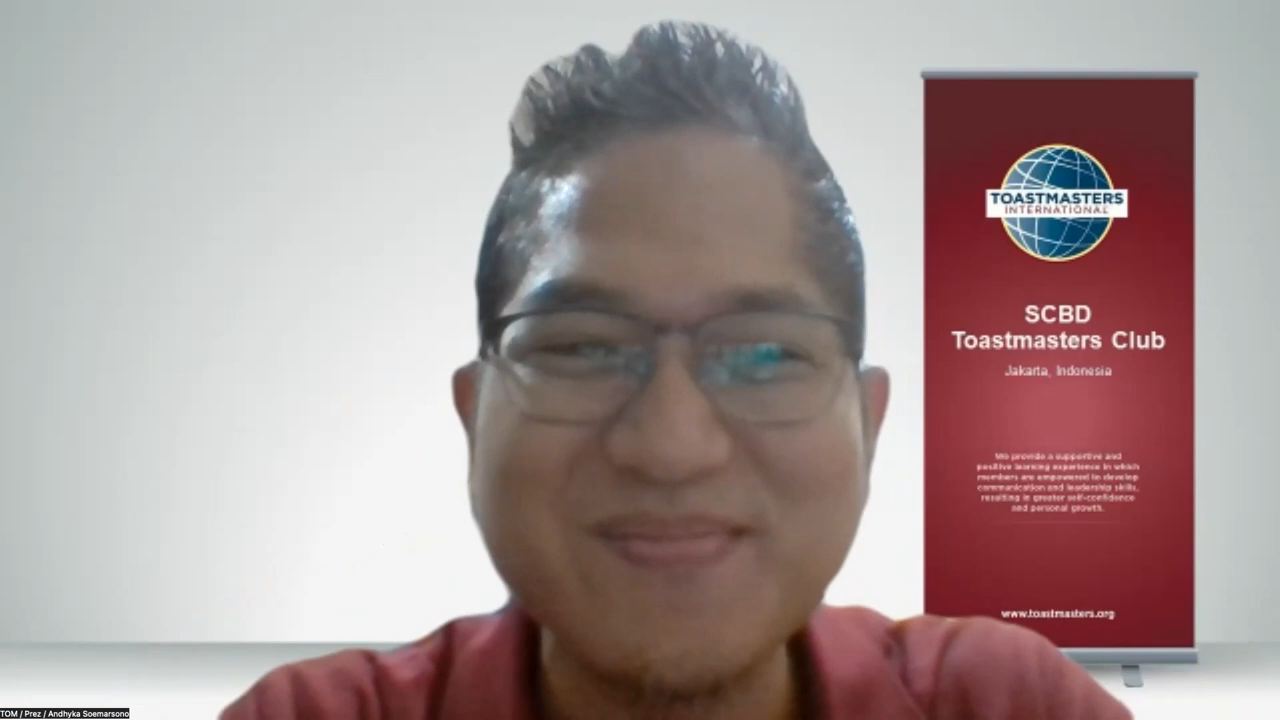 TOASTMASTERS
INTERNATIONAL
SCBD
Toastmasters Club
Jakarta, Indonesia
We provide a supportive and
positive learning experience in which
members are empowered to develop
communication and leadership skills,
resulting in greater self-confidence
and personal growth.
www.toastmasters.org
TOM / Prez / Andhyka Soemarsono